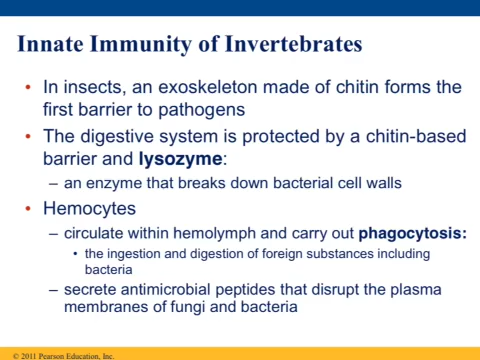 Innate Immunity of Invertebrates
• In insects, an exoskeleton made of chitin forms the
first barrier to pathogens
• The digestive system is protected by a chitin-based
barrier and lysozyme:
– an enzyme that breaks down bacterial cell walls
• Hemocytes
– circulate within hemolymph and carry out phagocytosis:
• the ingestion and digestion of foreign substances including
bacteria
– secrete antimicrobial peptides that disrupt the plasma
membranes of fungi and bacteria
© 2011 Pearson Education, Inc.